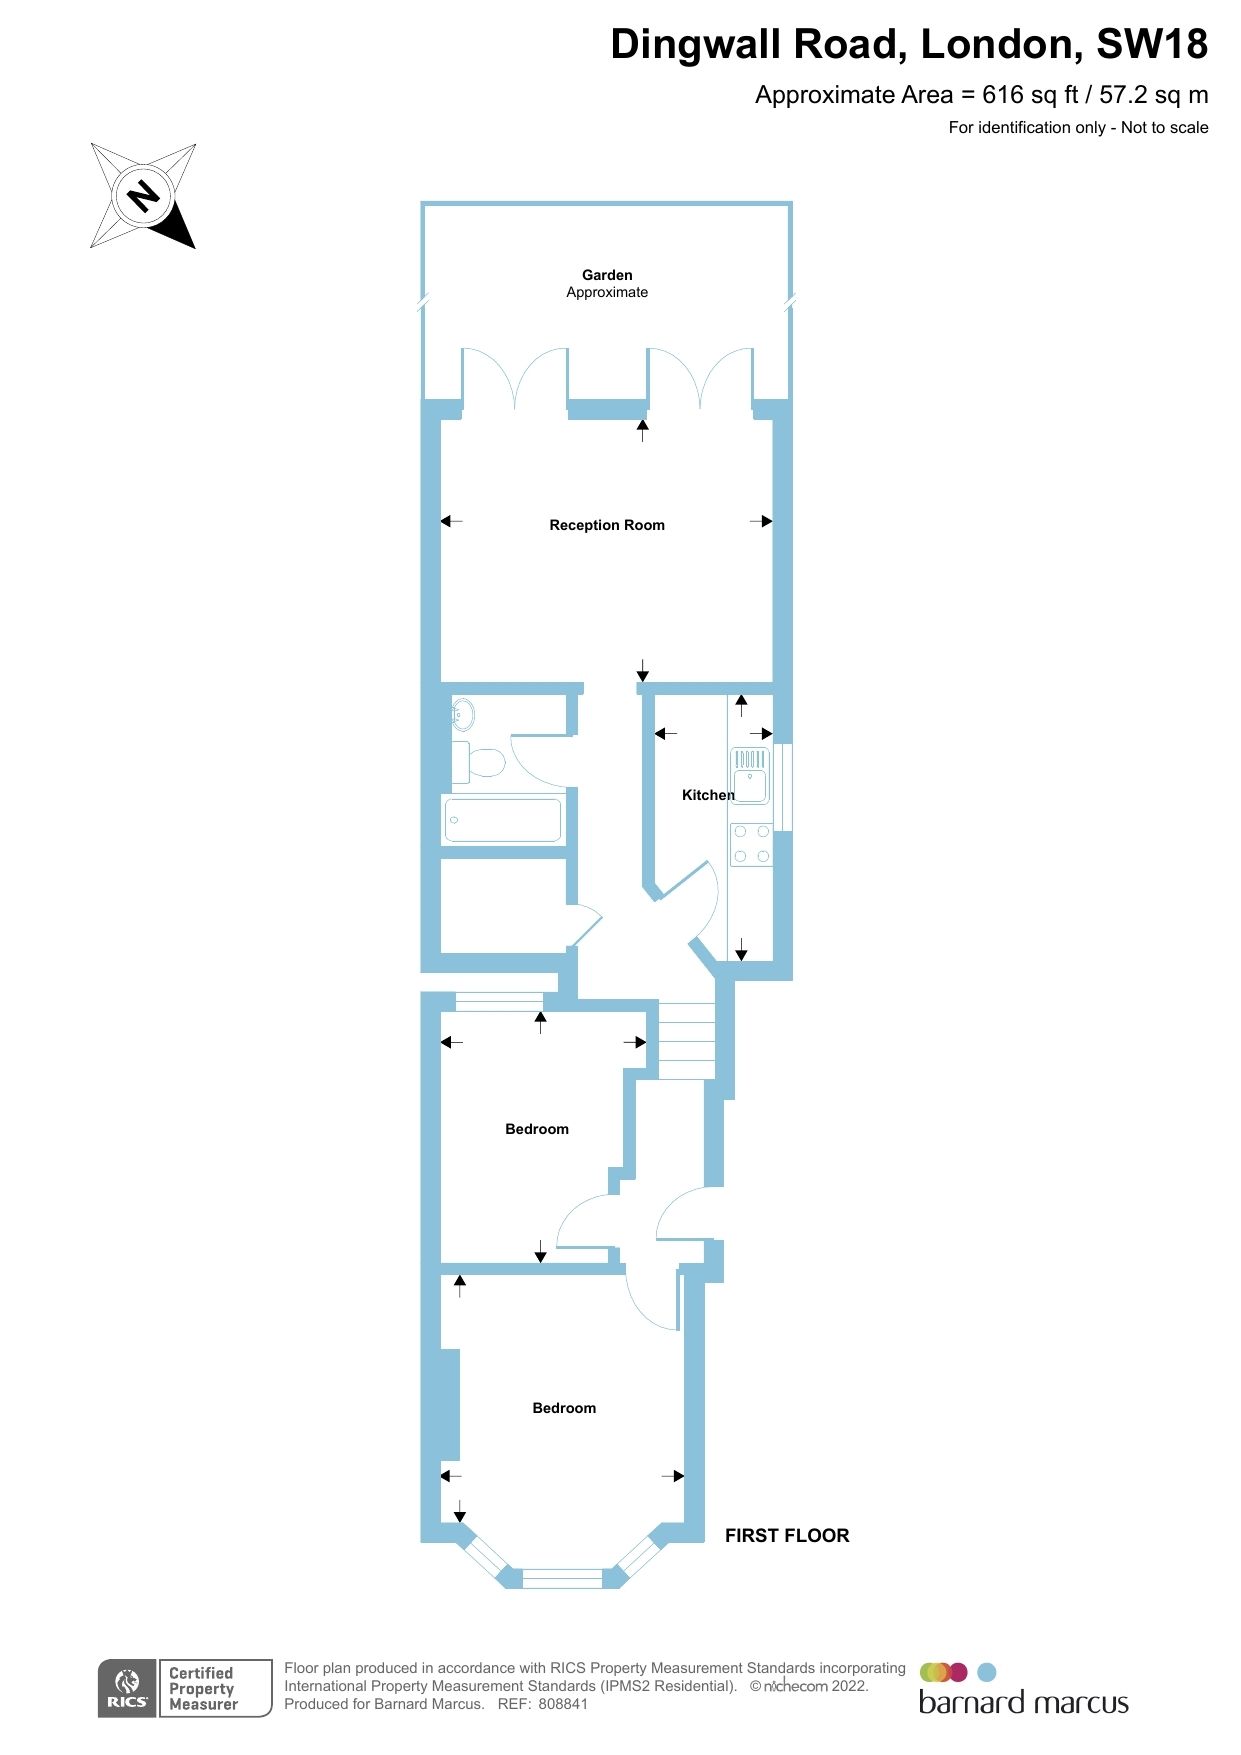 Dingwall Road, London, SW18
Approximate Area = 616 sq ft / 57.2 sq m
For identification only - Not to scale
N
Garden
Approximate
Reception Room
Kitchen
Bedroom
Bedroom
FIRST FLOOR
RICS
Certified
Property
Measurer
Floor plan produced in accordance with RICS Property Measurement Standards incorporating
International Property Measurement Standards (IPMS2 Residential). © nichecom 2022.
Produced for Barnard Marcus. REF: 808841
barnard marcus